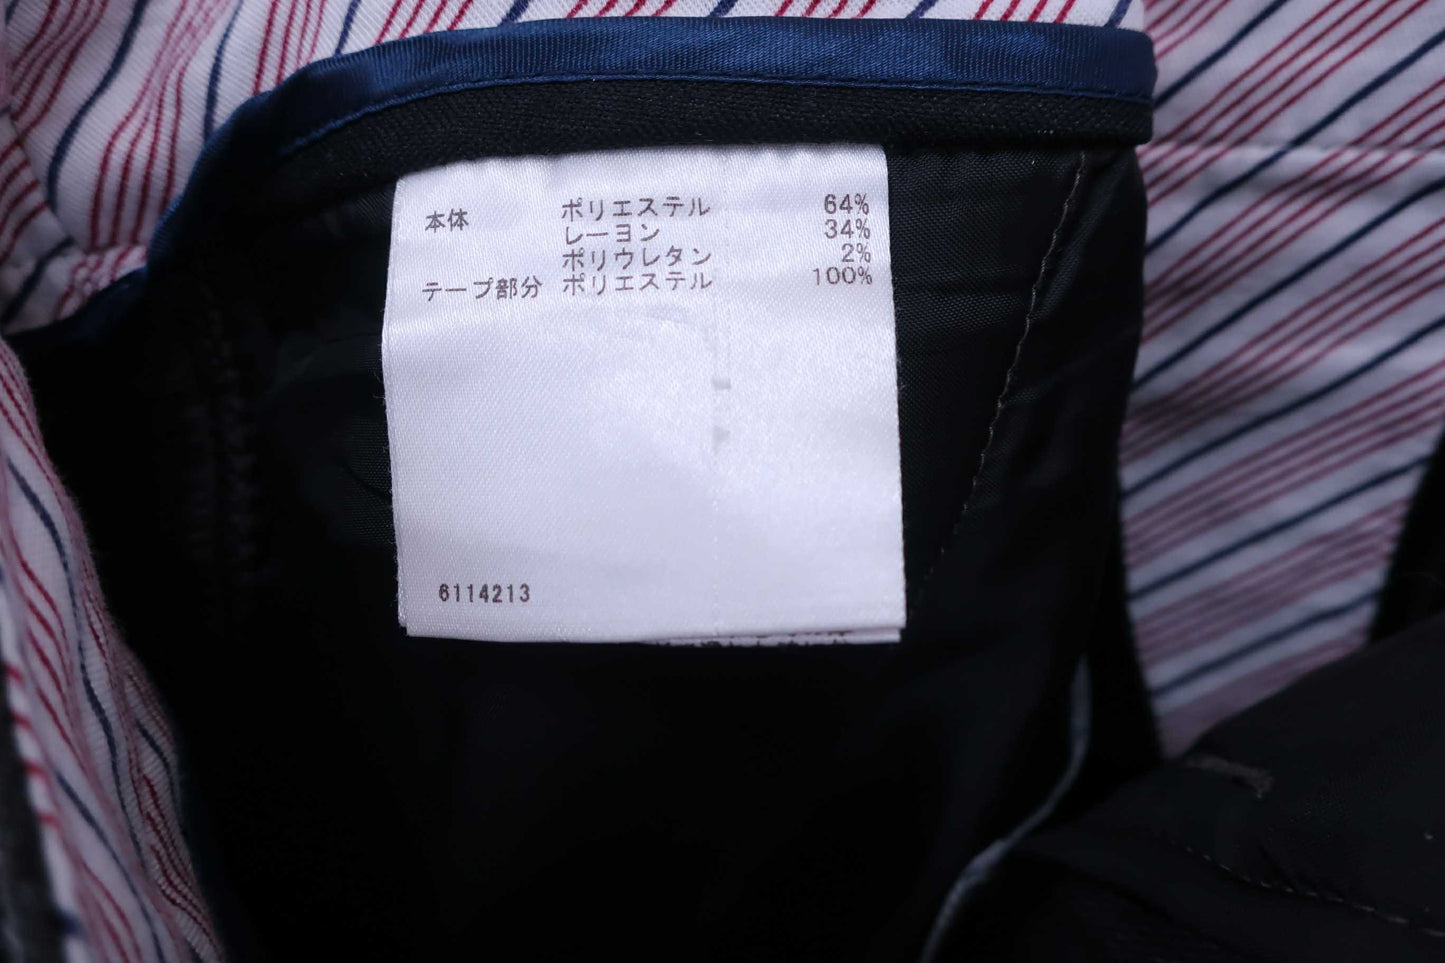 本体 ポリエステル 64%
レーヨン 34%
ポリウレタン 2%
テープ部分 ポリエステル 100%
6114213